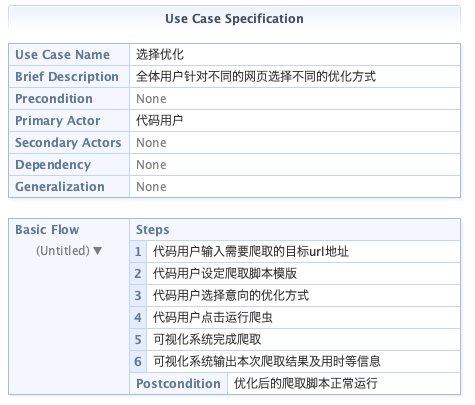 Use Case Specification
Use Case Name 选择优化
Brief Description 全体用户针对不同的网页选择不同的优化方式
Precondition None
Primary Actor 代码用户
Secondary Actors None
Dependency None
Generalization None
Basic Flow Steps
(Untitled) ▼
1 代码用户输入需要爬取的目标url地址
2 代码用户设定爬取脚本模版
3 代码用户选择意向的优化方式
4 代码用户点击运行爬虫
5 可视化系统完成爬取
6 可视化系统输出本次爬取结果及用时等信息
Postcondition 优化后的爬取脚本正常运行